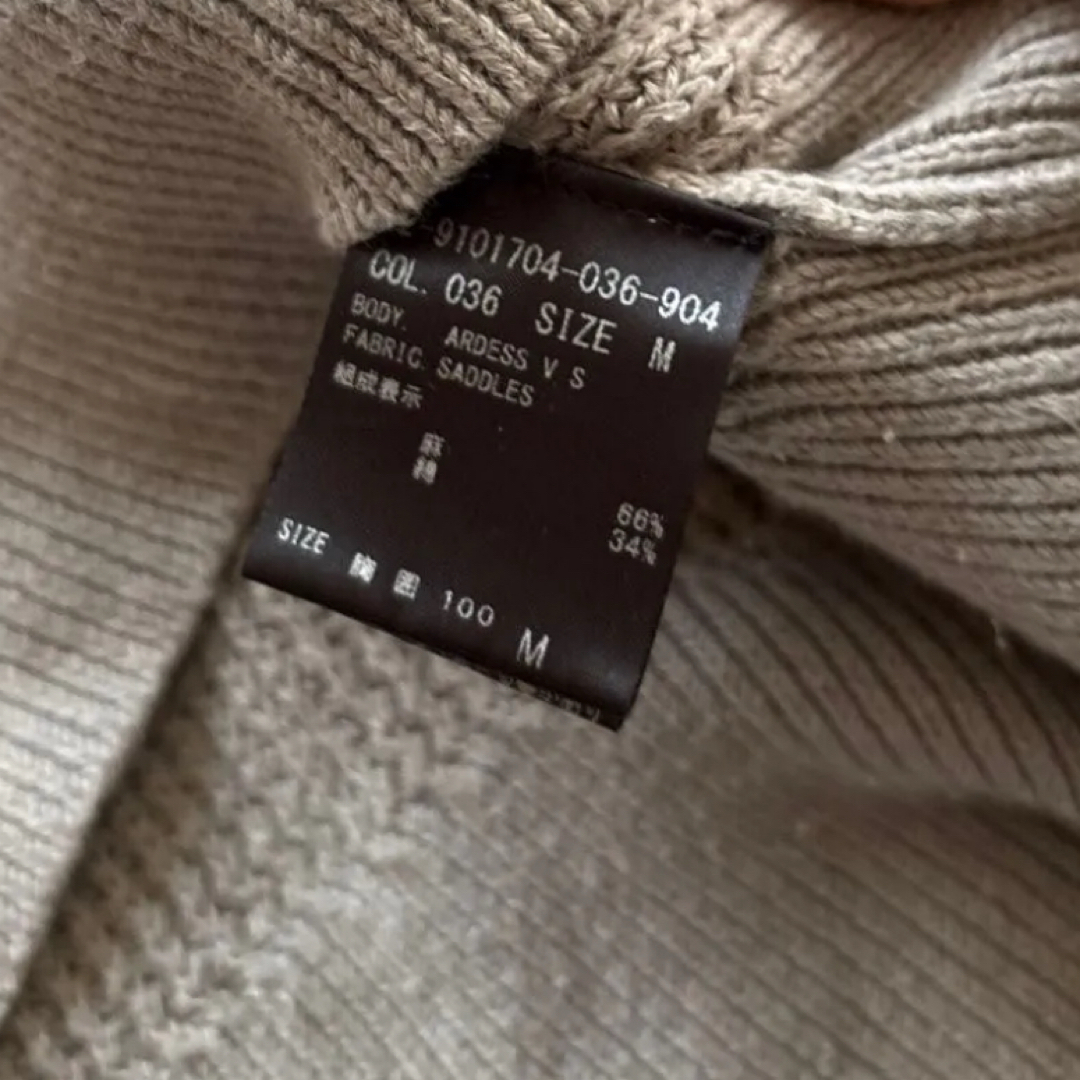 -9101704-036-904
COL. 036 SIZE M
BODY. ARDESS V S
FABRIC. SADDLES
組成表示
麻 66%
綿 34%
SIZE 胸囲 100 M